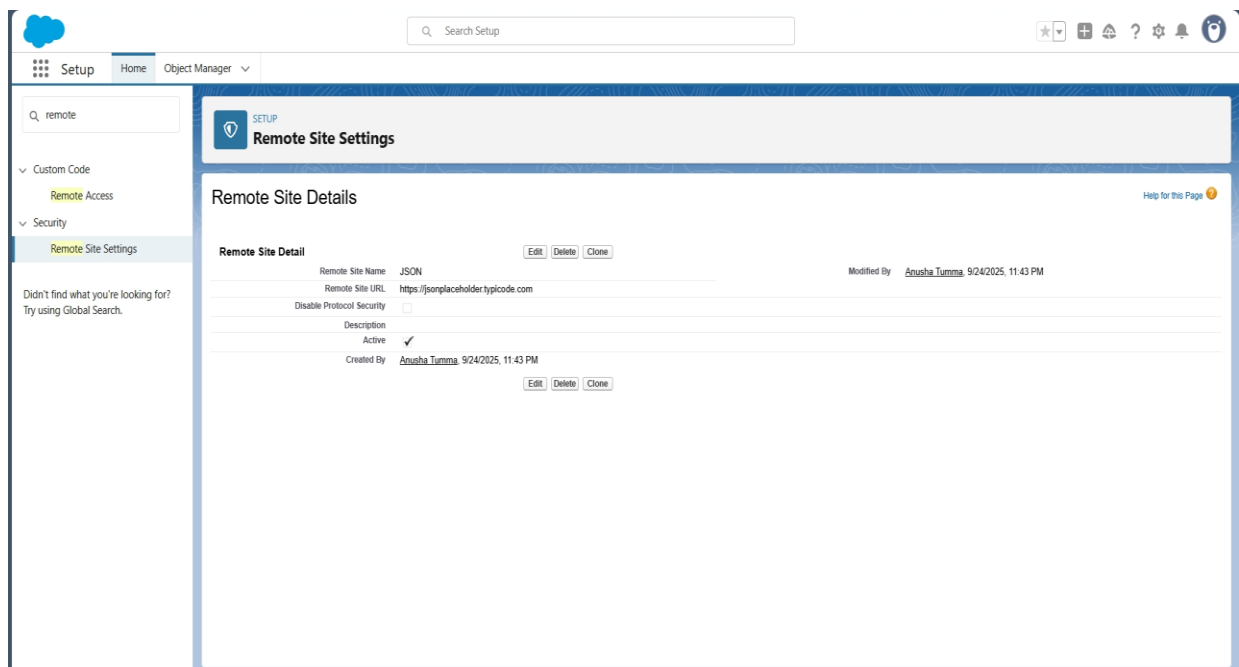 Search Setup
Setup
Home
Object Manager
remote
Custom Code
Remote Access
Security
Remote Site Settings
Didn't find what you're looking for?
Try using Global Search.
SETUP
Remote Site Settings
Remote Site Details
Help for this Page ?
Remote Site Detail
Edit Delete Clone
Remote Site Name JSON
Modified By Anusha Tumma, 9/24/2025, 11:43 PM
Remote Site URL https://jsonplaceholder.typicode.com
Disable Protocol Security
Description
Active ✓
Created By Anusha Tumma, 9/24/2025, 11:43 PM
Edit Delete Clone